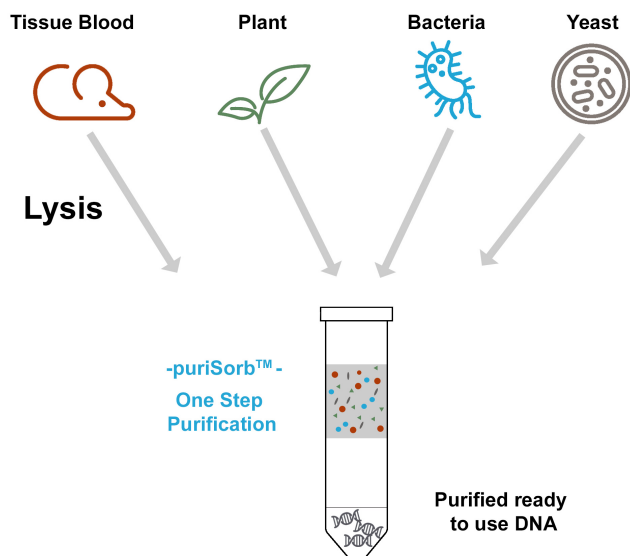 Tissue Blood
Plant
Bacteria
Yeast
Lysis
-puriSorb™-
One Step
Purification
Purified ready
to use DNA